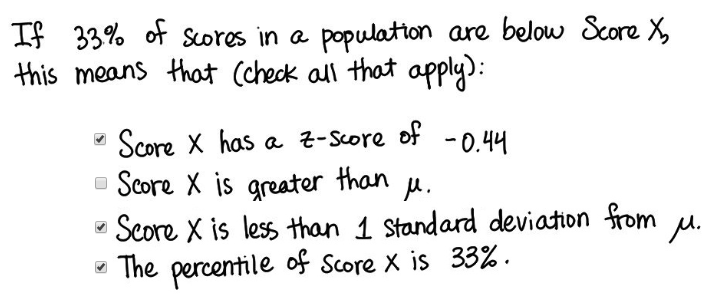 If 33% of scores in a population are below Score X,
this means that (check all that apply):
Score X has a z-score of -0.44
Score X is greater than μ.
Score X is less than 1 standard deviation from μ.
The percentile of Score X is 33%.